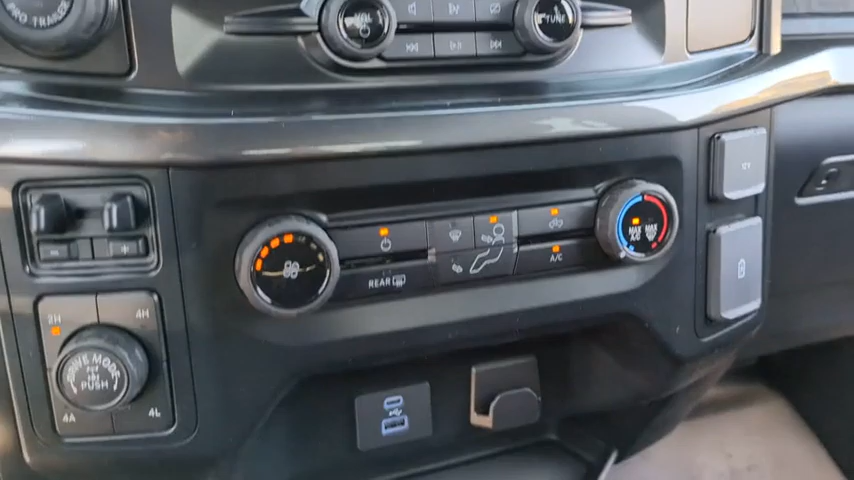 PRO TRAILER
VOL
TUNE
12V
MAX A/C
MAX
REAR
A/C
2H
4H
DRIVE MODE
PUSH
4A
4L